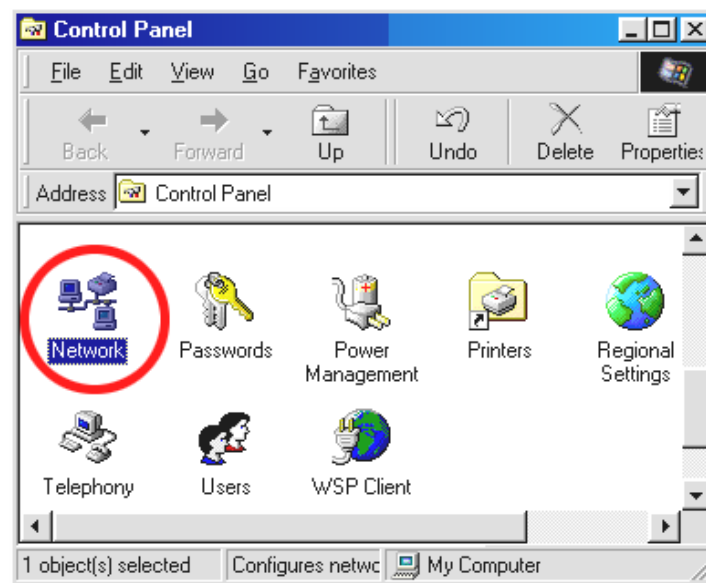 Control Panel
File Edit View Go Favorites
Back Forward Up Undo Delete Properties
Address Control Panel
Network Passwords Power Management Printers Regional Settings
Telephony Users WSP Client
1 object(s) selected Configures netwc My Computer